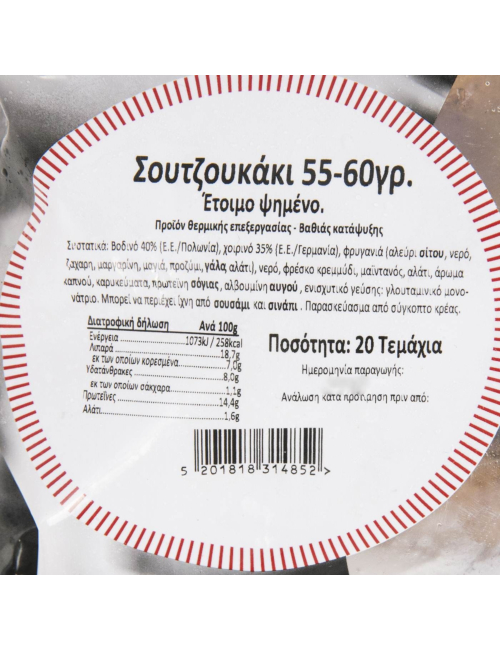 Σουτζουκάκι 55-60γρ.
Έτοιμο ψημένο.
Προϊόν θερμικής επεξεργασίας - Βαθιάς κατάψυξης
Συστατικά: Βοδινό 40% (Ε.Ε./Πολωνία), χοιρινό 35% (Ε.Ε./Γερμανία), φρυγανιά (αλεύρι σίτου, νερό,
ζάχαρη, μαργαρίνη, μαγιά, προζύμι, γάλα, αλάτι), νερό, φρέσκο κρεμμύδι, μαϊντανός, αλάτι, άρωμα
καπνού, καρυκεύματα, πρωτεΐνη σόγιας, αλβουμίνη αυγού, ενισχυτικό γεύσης: γλουταμινικό μονο-
νάτριο. Μπορεί να περιέχει ίχνη από σουσάμι και σινάπι . Παρασκεύασμα από σύγκοπτο κρέας.
Διατροφική δήλωση Ανά 100g
Ενέργεια 1073kJ / 258kcal
Λιπαρά 18,7g
εκ των οποίων κορεσμένα 7,0g
Υδατάνθρακες 8,0g
εκ των οποίων σάκχαρα 1,1g
Πρωτεΐνες 14,4g
Αλάτι 1,6g
Ποσότητα: 20 Τεμάχια
Ημερομηνία παραγωγής:
Ανάλωση κατά προτίμηση πριν από:
5 201818 314852 >